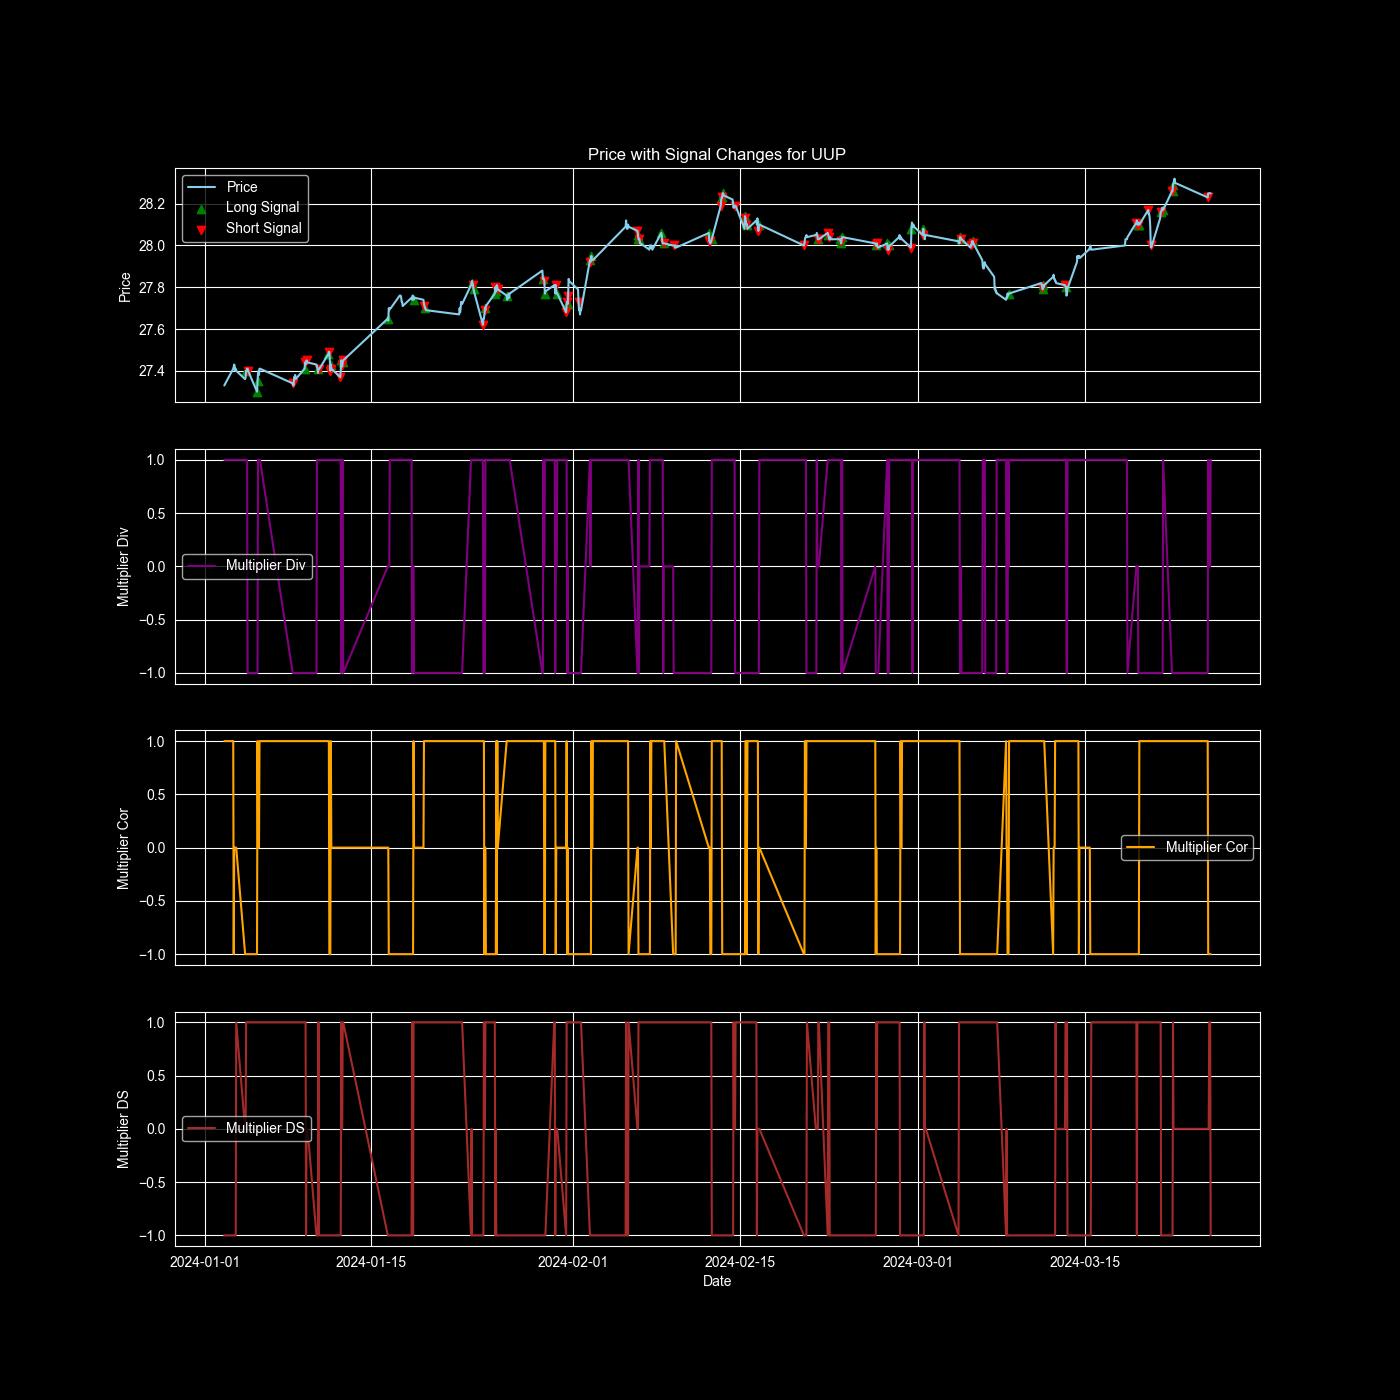 Price with Signal Changes for UUP
Price
Long Signal
Short Signal
Price
28.2
28.0
27.8
27.6
27.4
Multiplier Div
1.0
0.5
0.0
−0.5
−1.0
Multiplier Div
Multiplier Cor
1.0
0.5
0.0
−0.5
−1.0
Multiplier Cor
Multiplier DS
1.0
0.5
0.0
−0.5
−1.0
Multiplier DS
2024-01-01 2024-01-15 2024-02-01 2024-02-15 2024-03-01 2024-03-15
Date